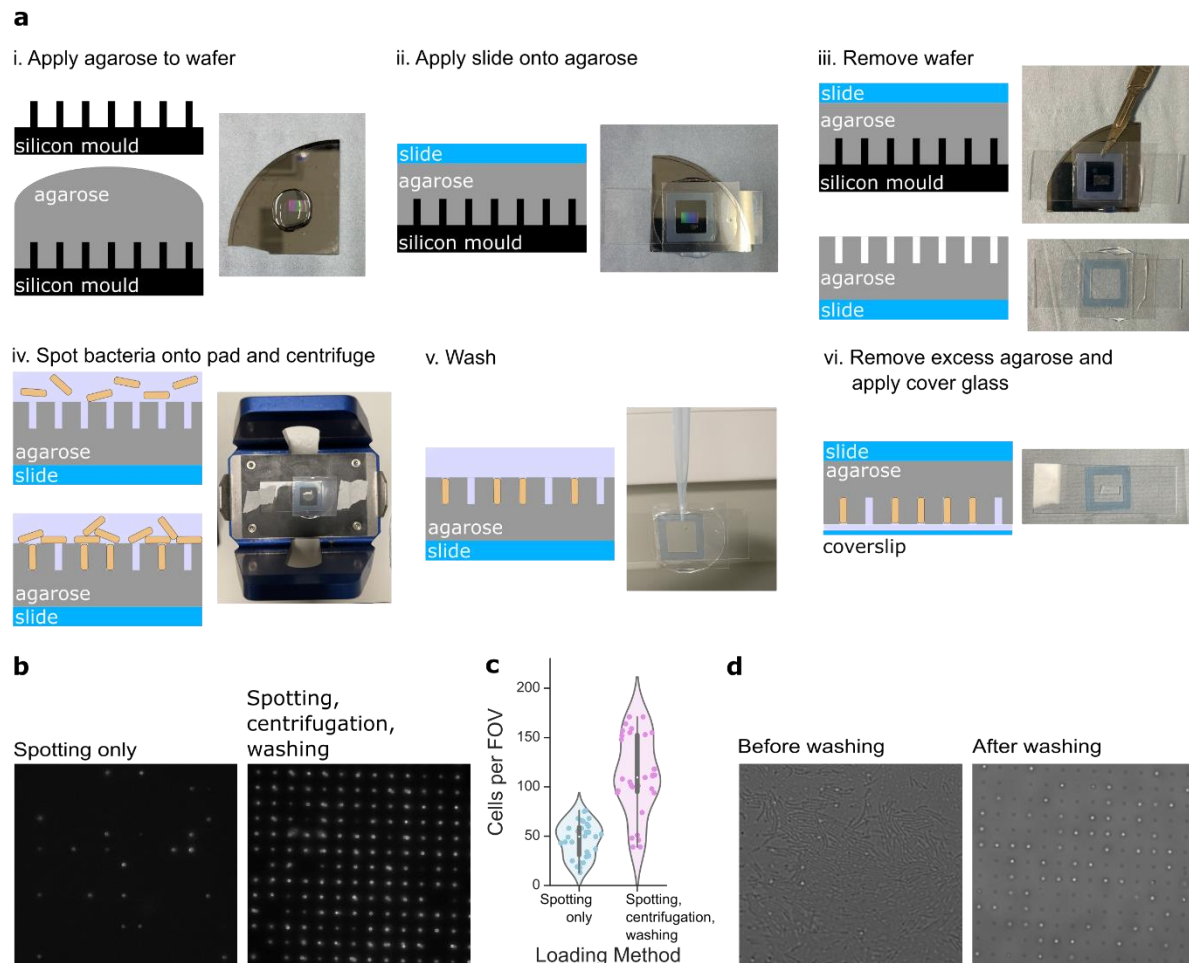 a
i. Apply agarose to wafer
silicon mould
agarose
silicon mould
ii. Apply slide onto agarose
slide
agarose
silicon mould
iii. Remove wafer
slide
agarose
silicon mould
agarose
slide
iv. Spot bacteria onto pad and centrifuge
agarose
slide
agarose
slide
v. Wash
agarose
slide
vi. Remove excess agarose and
apply cover glass
slide
agarose
coverslip
b
Spotting only
Spotting,
centrifugation,
washing
c
Cells per FOV
200
150
100
50
0
Spotting
only
Spotting,
centrifugation,
washing
Loading Method
d
Before washing
After washing